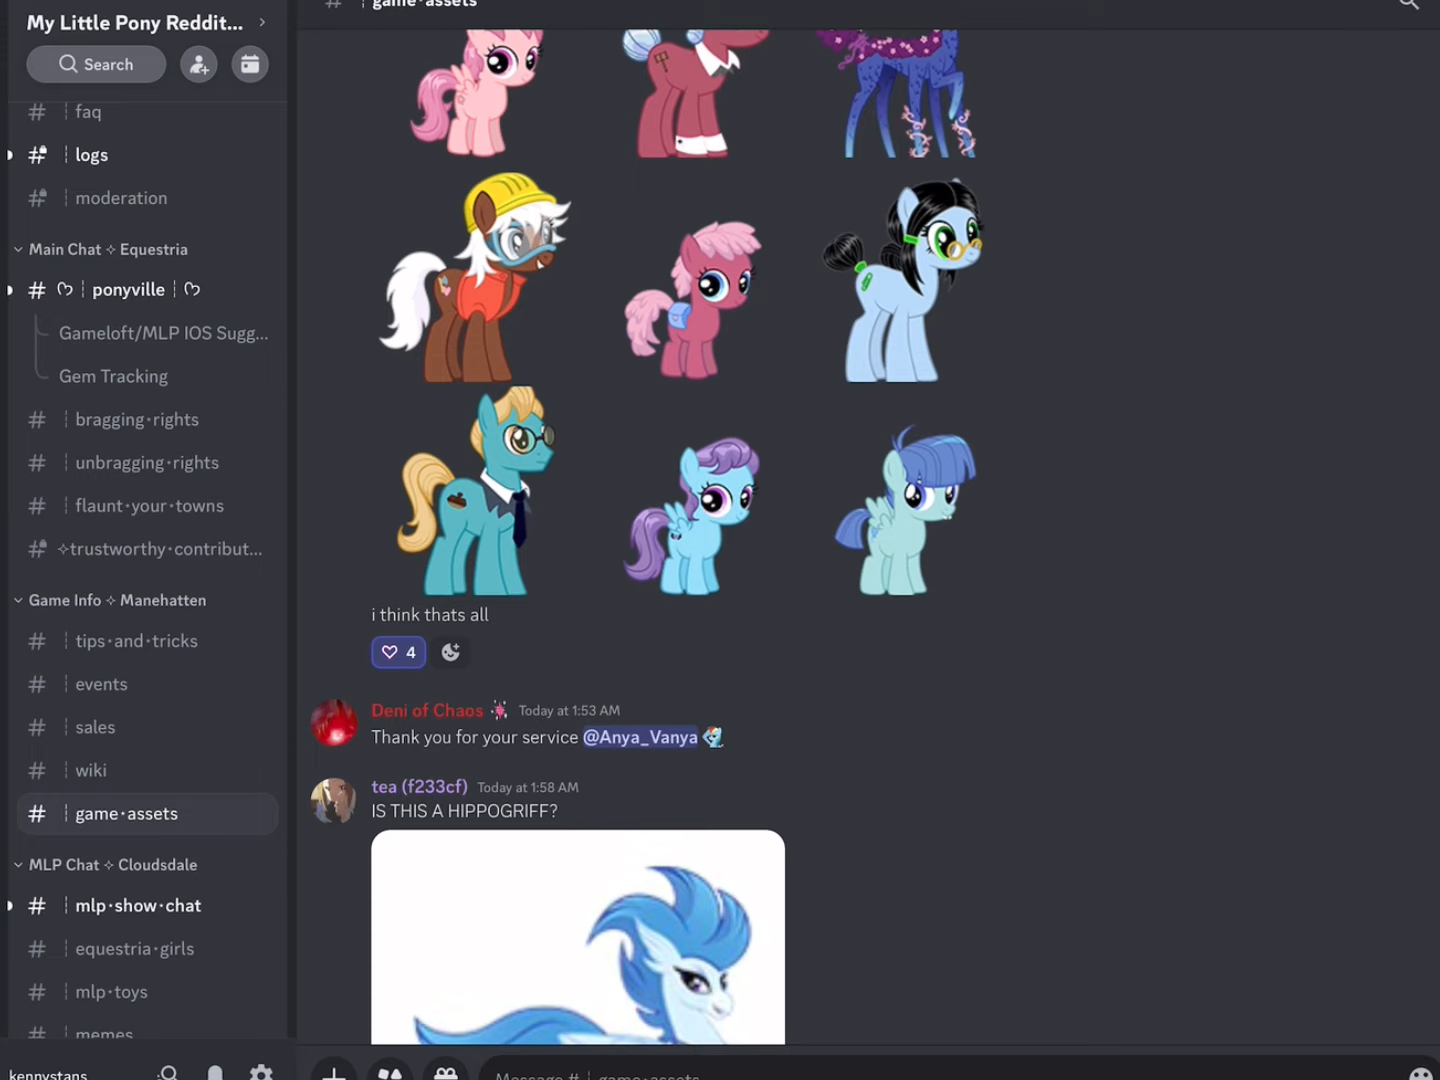 My Little Pony Reddit...
Search
faq
logs
moderation
Main Chat ✧ Equestria
ponyville
Gameloft/MLP IOS Sugg...
Gem Tracking
bragging•rights
unbragging•rights
flaunt•your•towns
✧trustworthy•contribut...
Game Info ✧ Manehatten
tips•and•tricks
events
sales
wiki
game•assets
MLP Chat ✧ Cloudsdale
mlp•show•chat
equestria•girls
mlp•toys
memes
kennystans
game•assets
i think thats all
4
Deni of Chaos Today at 1:53 AM
Thank you for your service @Anya_Vanya
tea (f233cf) Today at 1:58 AM
IS THIS A HIPPOGRIFF?
Message # game•assets